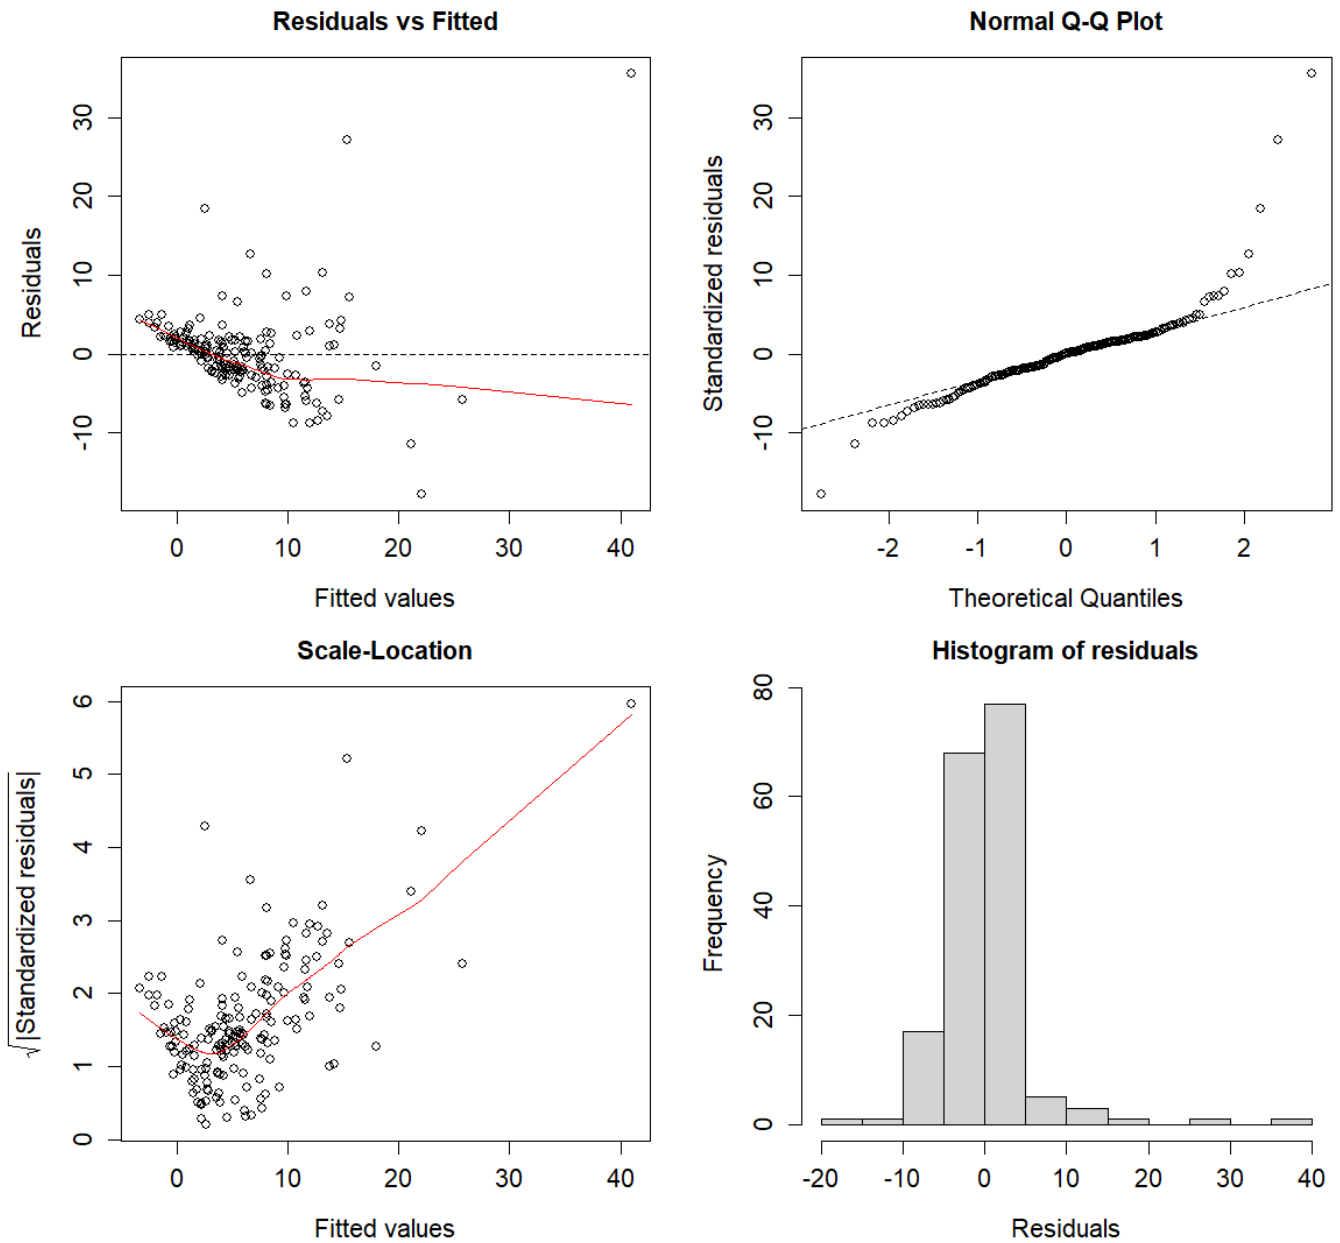 Residuals vs Fitted
Residuals
30
20
10
0
-10
0 10 20 30 40
Fitted values
Normal Q-Q Plot
Standardized residuals
30
20
10
0
-10
-2 -1 0 1 2
Theoretical Quantiles
Scale-Location
√|Standardized residuals|
6
5
4
3
2
1
0
0 10 20 30 40
Fitted values
Histogram of residuals
Frequency
80
60
40
20
0
-20 -10 0 10 20 30 40
Residuals